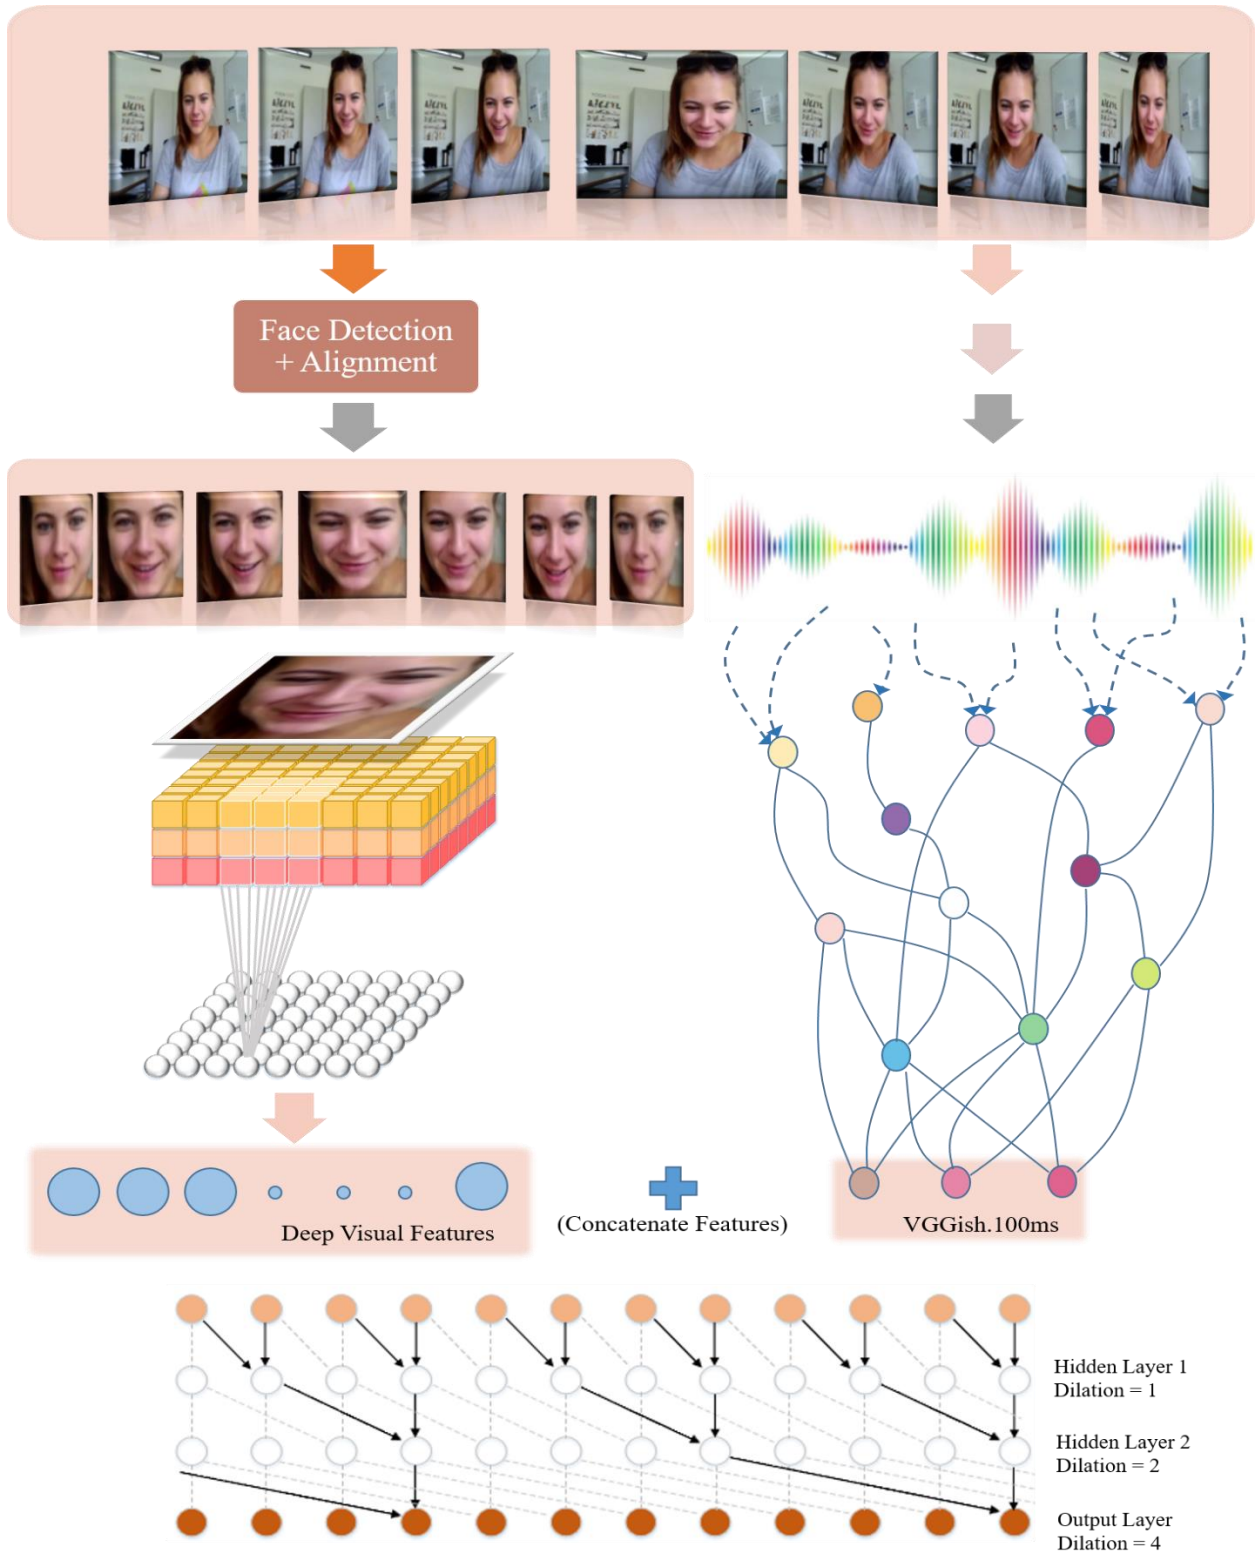 Face Detection
+ Alignment
Deep Visual Features
(Concatenate Features)
VGGish.100ms
Hidden Layer 1
Dilation = 1
Hidden Layer 2
Dilation = 2
Output Layer
Dilation = 4